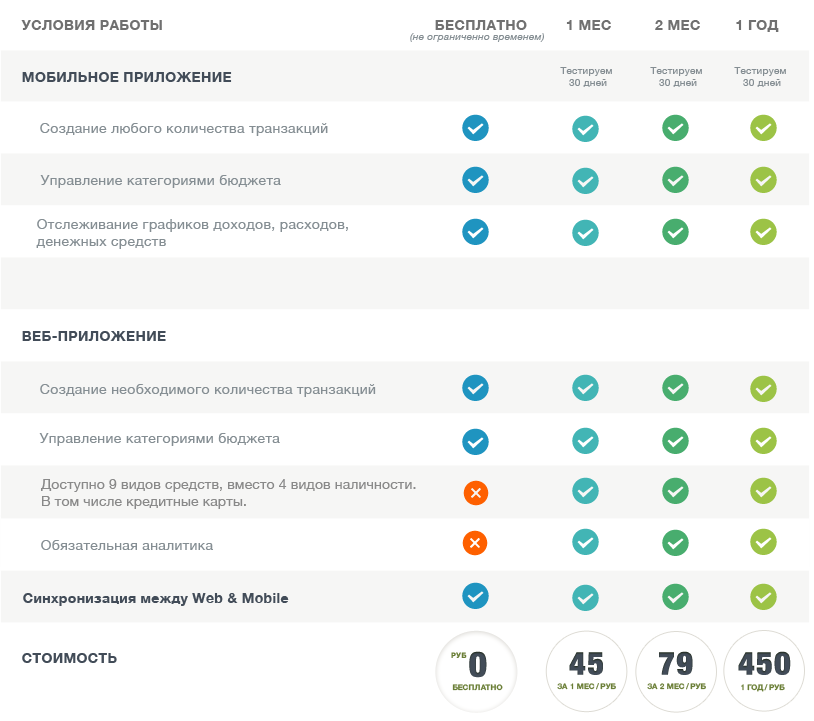 УСЛОВИЯ РАБОТЫ БЕСПЛАТНО 1 МЕС 2 МЕС 1 ГОД
(не ограниченно временем)
МОБИЛЬНОЕ ПРИЛОЖЕНИЕ
Тестируем Тестируем Тестируем
30 дней 30 дней 30 дней
Создание любого количества транзакций
Управление категориями бюджета
Отслеживание графиков доходов, расходов,
денежных средств
ВЕБ-ПРИЛОЖЕНИЕ
Создание необходимого количества транзакций
Управление категориями бюджета
Доступно 9 видов средств, вместо 4 видов наличности.
В том числе кредитные карты.
Обязательная аналитика
Синхронизация между Web & Mobile
СТОИМОСТЬ
РУБ 0 45 79 450
БЕСПЛАТНО ЗА 1 МЕС/РУБ ЗА 2 МЕС/РУБ 1 ГОД/РУБ